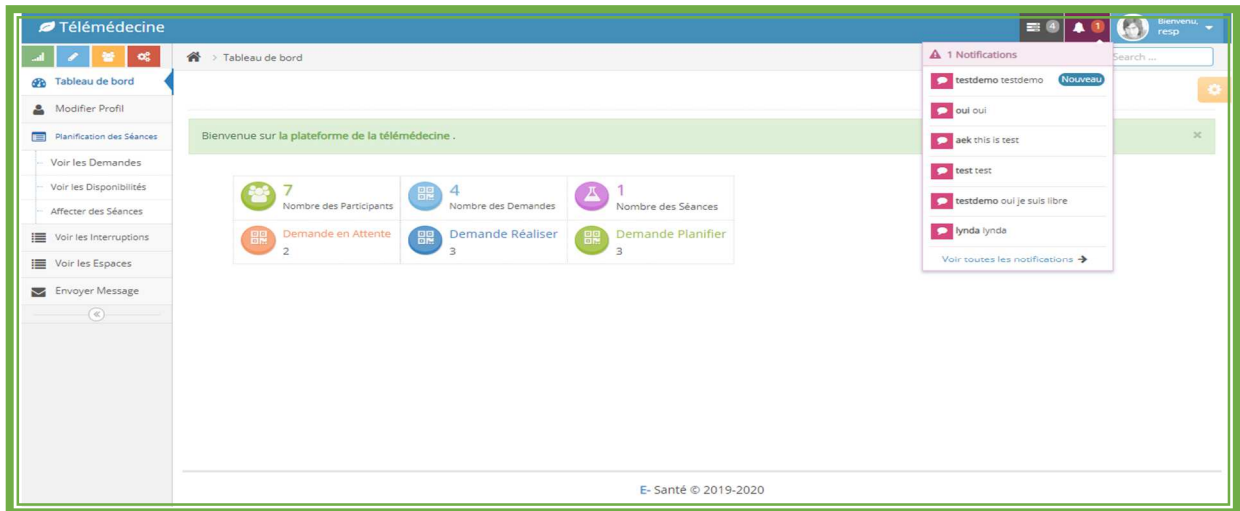 Télémédecine
4
1
Bienvenu,
resp
Tableau de bord
Search ...
Tableau de bord
Modifier Profil
Planification des Séances
Voir les Demandes
Voir les Disponibilités
Affecter des Séances
Voir les Interruptions
Voir les Espaces
Envoyer Message
Bienvenue sur la plateforme de la télémédecine .
7
Nombre des Participants
4
Nombre des Demandes
1
Nombre des Séances
Demande en Attente
2
Demande Réaliser
3
Demande Planifier
3
1 Notifications
testdemo testdemo Nouveau
oui oui
aek this is test
test test
testdemo oui je suis libre
lynda lynda
Voir toutes les notifications
E- Santé © 2019-2020